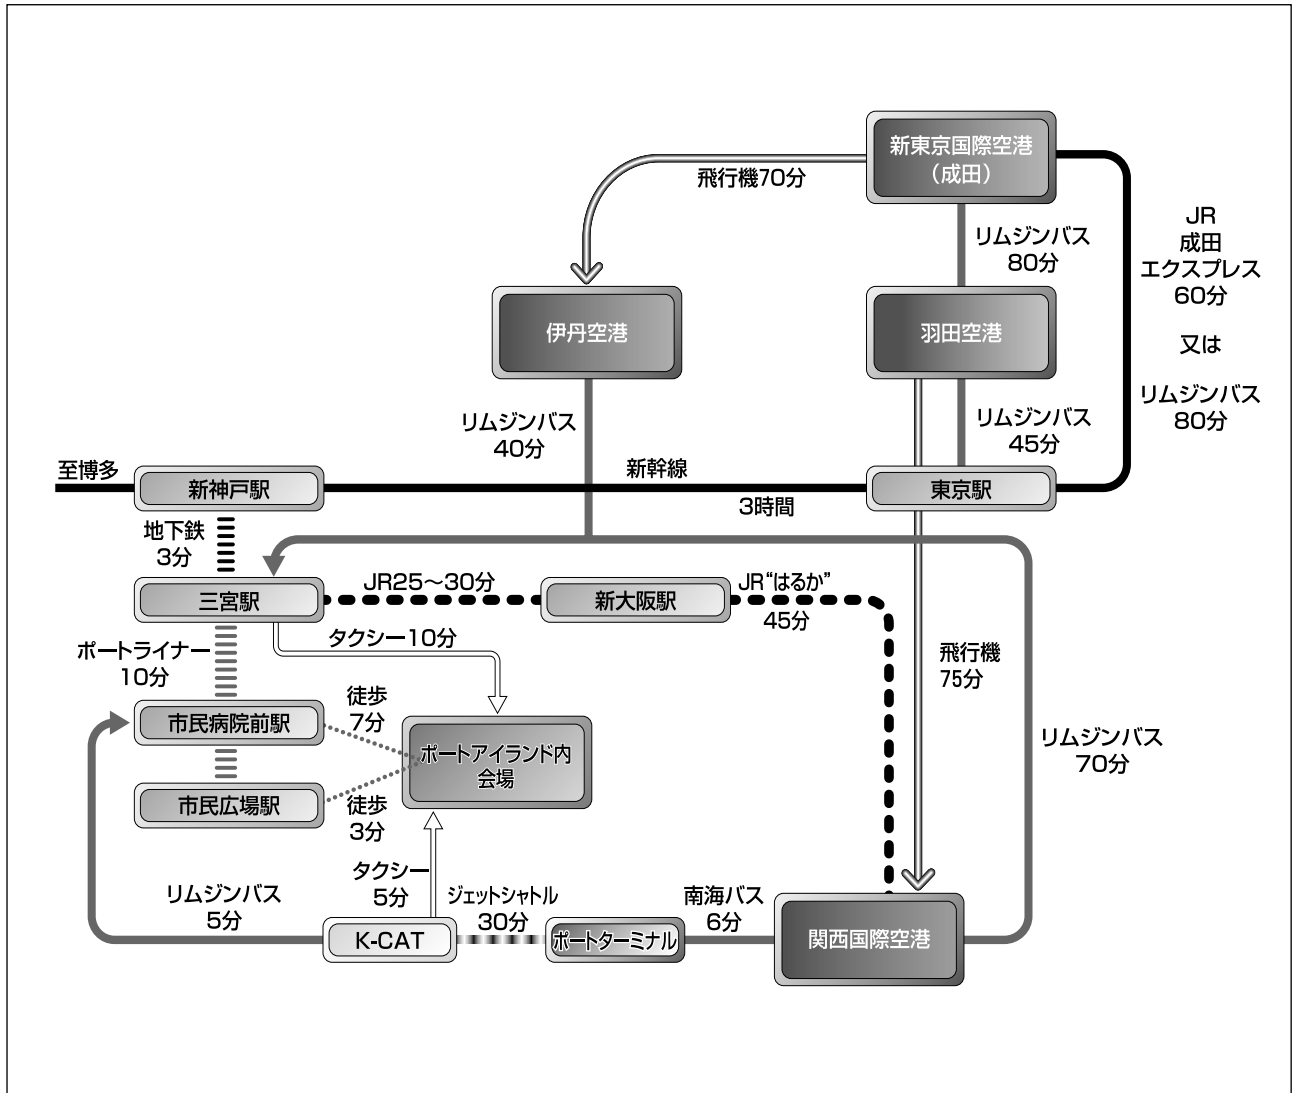 新東京国際空港
（成田）
飛行機70分
リムジンバス
80分
JR
成田
エクスプレス
60分
又は
リムジンバス
80分
伊丹空港
羽田空港
リムジンバス
40分
リムジンバス
45分
至博多
新神戸駅
新幹線
3時間
東京駅
地下鉄
3分
三宮駅
JR25～30分
新大阪駅
JR“はるか”
45分
タクシー10分
ポートライナー
10分
飛行機
75分
リムジンバス
70分
市民病院前駅
徒歩
7分
ポートアイランド内
会場
市民広場駅
徒歩
3分
タクシー
5分
リムジンバス
5分
K-CAT
ジェットシャトル
30分
ポートターミナル
南海バス
6分
関西国際空港